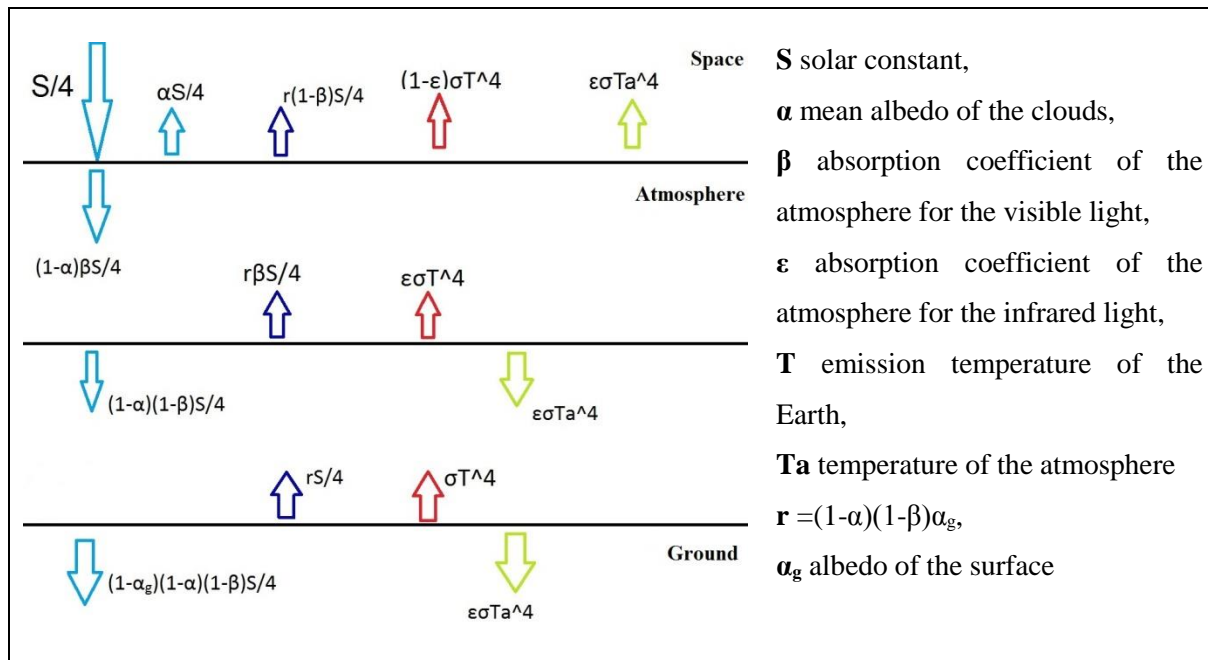 Space
S/4
αS/4
r(1-β)S/4
(1-ε)σT^4
εσTa^4
Atmosphere
(1-α)βS/4
rβS/4
εσT^4
(1-α)(1-β)S/4
εσTa^4
rS/4
σT^4
Ground
(1-αg)(1-α)(1-β)S/4
εσTa^4
S solar constant,
α mean albedo of the clouds,
β absorption coefficient of the
atmosphere for the visible light,
ε absorption coefficient of the
atmosphere for the infrared light,
T emission temperature of the
Earth,
Ta temperature of the atmosphere
r =(1-α)(1-β)αg,
αg albedo of the surface